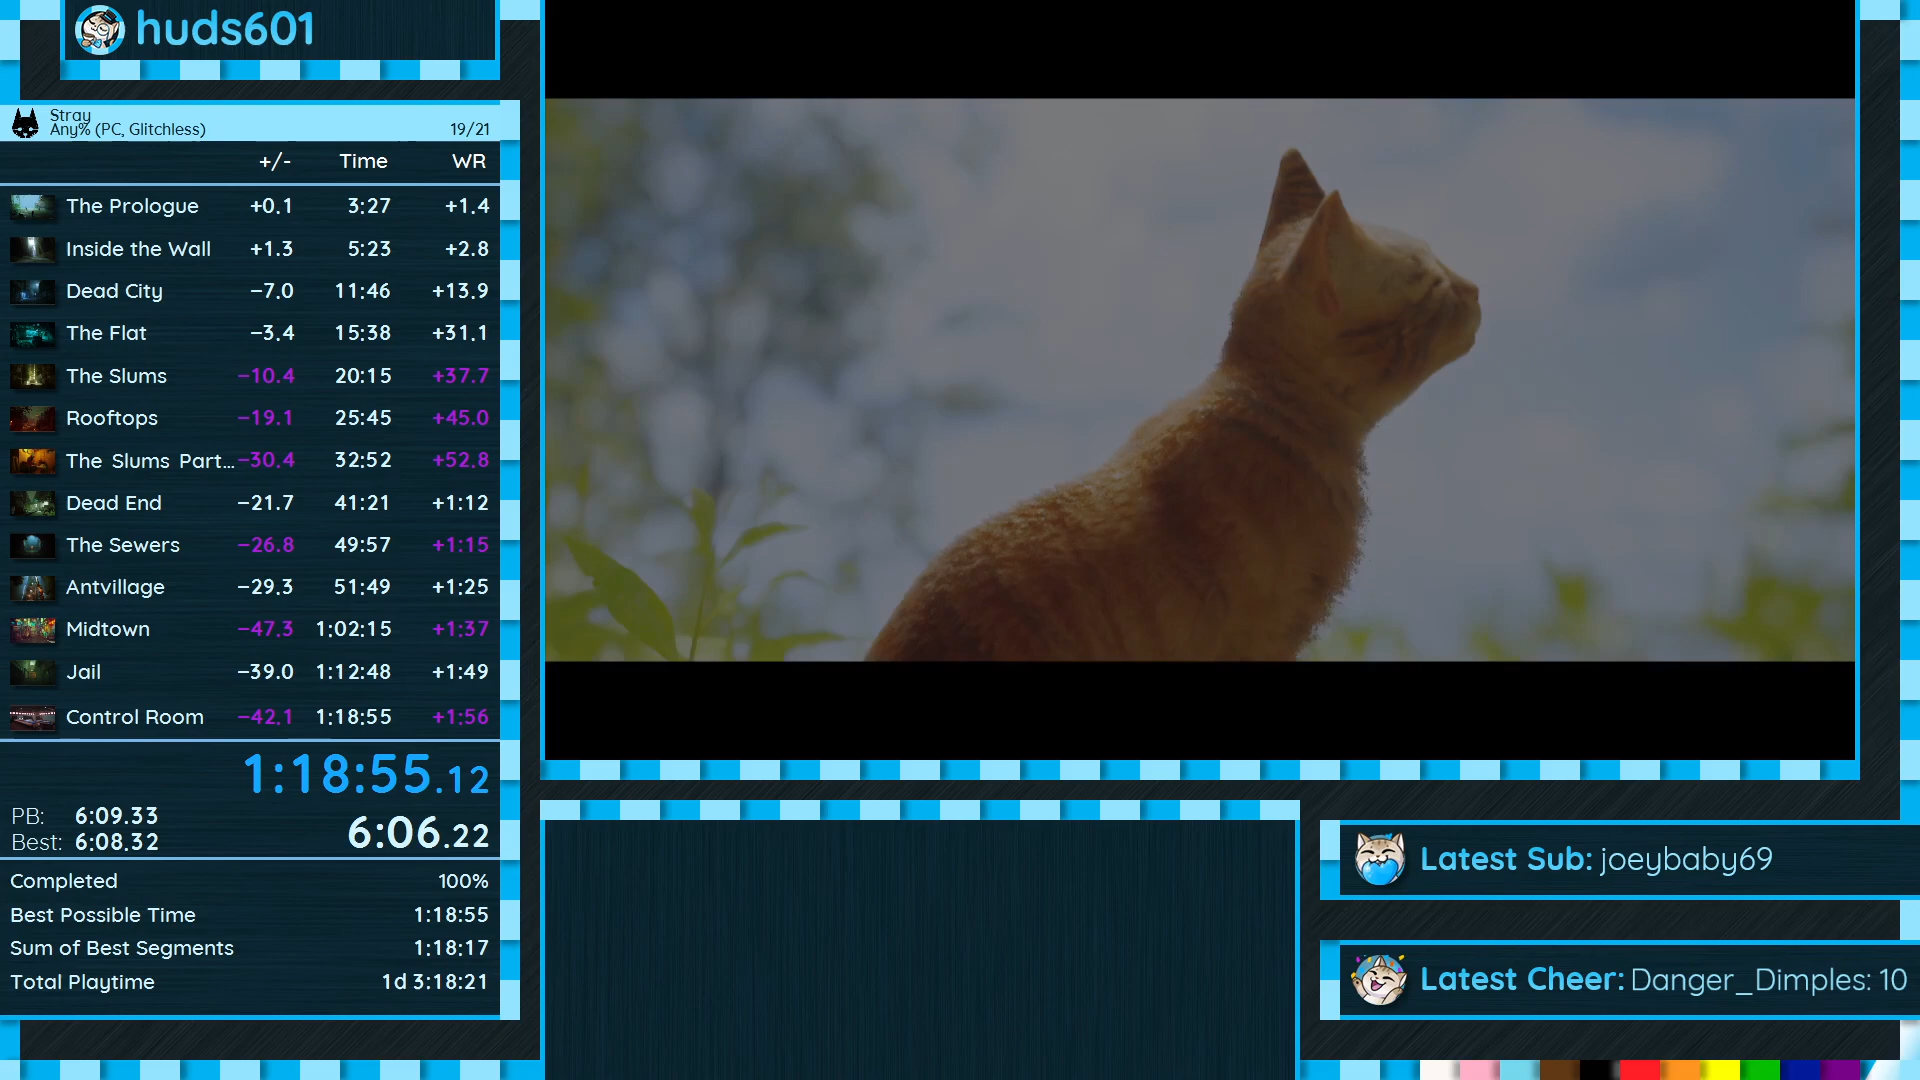 huds601
Stray
Any% (PC, Glitchless) 19/21
+/- Time WR
The Prologue +0.1 3:27 +1.4
Inside the Wall +1.3 5:23 +2.8
Dead City −7.0 11:46 +13.9
The Flat −3.4 15:38 +31.1
The Slums −10.4 20:15 +37.7
Rooftops −19.1 25:45 +45.0
The Slums Part... −30.4 32:52 +52.8
Dead End −21.7 41:21 +1:12
The Sewers −26.8 49:57 +1:15
Antvillage −29.3 51:49 +1:25
Midtown −47.3 1:02:15 +1:37
Jail −39.0 1:12:48 +1:49
Control Room −42.1 1:18:55 +1:56
1:18:55.12
PB: 6:09.33
Best: 6:08.32
6:06.22
Completed 100%
Best Possible Time 1:18:55
Sum of Best Segments 1:18:17
Total Playtime 1d 3:18:21
Latest Sub: joeybaby69
Latest Cheer: Danger_Dimples: 10